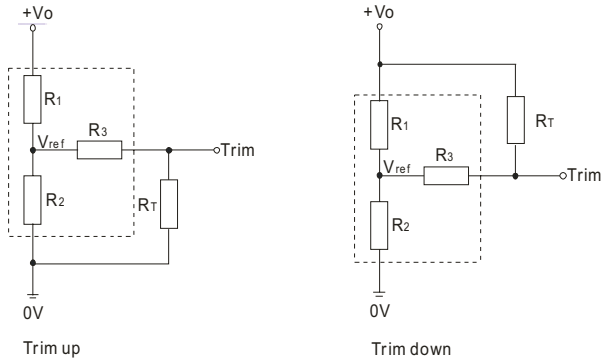 +Vo
R1
Vref
R3
Trim
R2
RT
0V
Trim up
+Vo
R1
RT
Vref
R3
Trim
R2
0V
Trim down